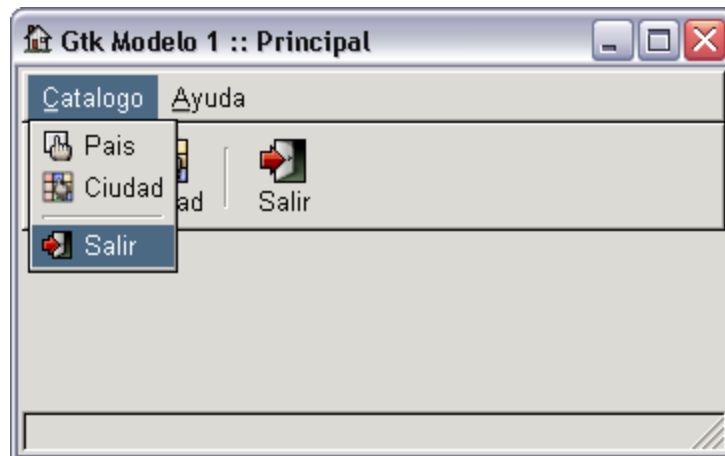 Gtk Modelo 1 :: Principal
Catalogo Ayuda
Pais
Ciudad
Salir
ad Salir